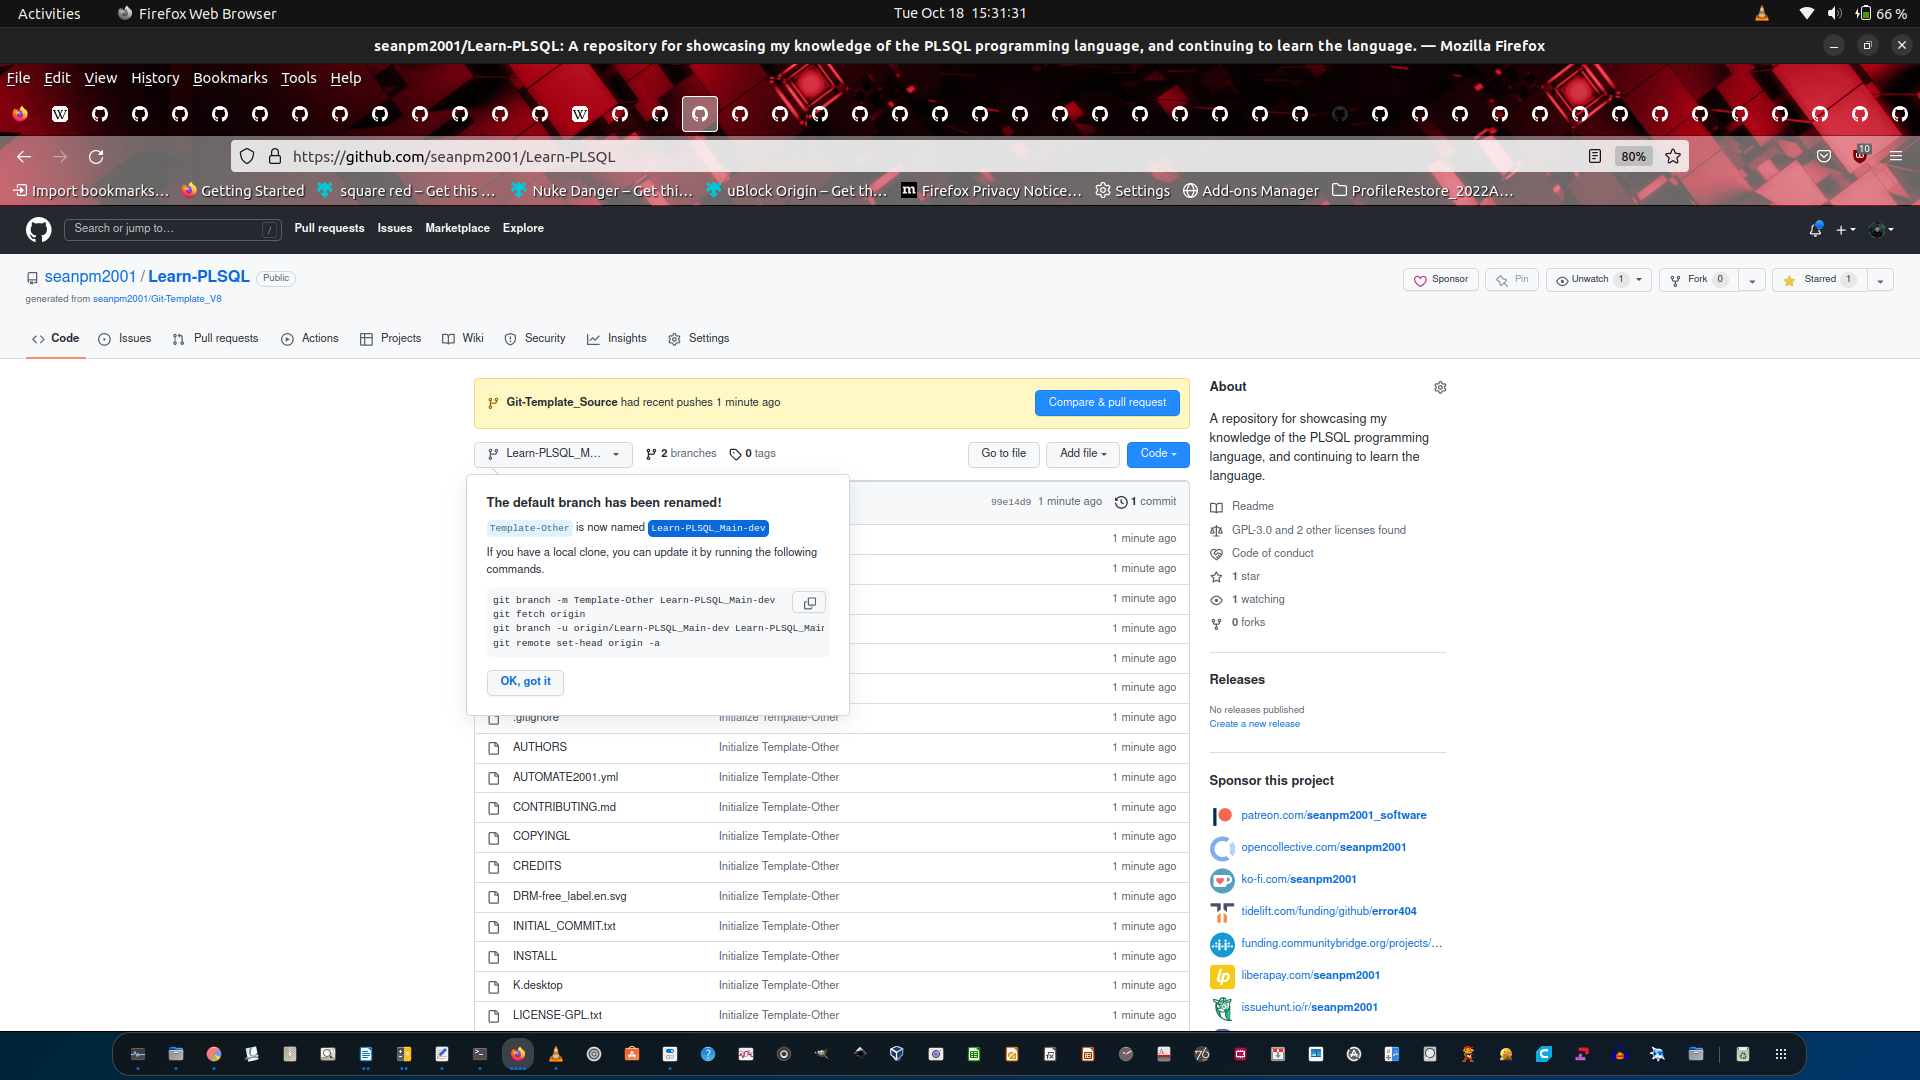 Activities Firefox Web Browser Tue Oct 18 15:31:31 66 %
seanpm2001/Learn-PLSQL: A repository for showcasing my knowledge of the PLSQL programming language, and continuing to learn the language. — Mozilla Firefox
File Edit View History Bookmarks Tools Help
https://github.com/seanpm2001/Learn-PLSQL 80% 10
Import bookmarks… Getting Started square red – Get this … Nuke Danger – Get thi… uBlock Origin – Get th… Firefox Privacy Notice… Settings Add-ons Manager ProfileRestore_2022A…
Search or jump to… / Pull requests Issues Marketplace Explore
seanpm2001 / Learn-PLSQL Public Sponsor Pin Unwatch 1 Fork 0 Starred 1
generated from seanpm2001/Git-Template_V8
Code Issues Pull requests Actions Projects Wiki Security Insights Settings
Git-Template_Source had recent pushes 1 minute ago Compare & pull request
Learn-PLSQL_M... 2 branches 0 tags Go to file Add file Code
99e14d9 1 minute ago 1 commit
The default branch has been renamed!
Template-Other is now named Learn-PLSQL_Main-dev
If you have a local clone, you can update it by running the following
commands.
git branch -m Template-Other Learn-PLSQL_Main-dev
git fetch origin
git branch -u origin/Learn-PLSQL_Main-dev Learn-PLSQL_Main
git remote set-head origin -a
OK, got it
1 minute ago
1 minute ago
1 minute ago
1 minute ago
1 minute ago
1 minute ago
.gitignore Initialize Template-Other 1 minute ago
AUTHORS Initialize Template-Other 1 minute ago
AUTOMATE2001.yml Initialize Template-Other 1 minute ago
CONTRIBUTING.md Initialize Template-Other 1 minute ago
COPYINGL Initialize Template-Other 1 minute ago
CREDITS Initialize Template-Other 1 minute ago
DRM-free_label.en.svg Initialize Template-Other 1 minute ago
INITIAL_COMMIT.txt Initialize Template-Other 1 minute ago
INSTALL Initialize Template-Other 1 minute ago
K.desktop Initialize Template-Other 1 minute ago
LICENSE-GPL.txt Initialize Template-Other 1 minute ago
About
A repository for showcasing my
knowledge of the PLSQL programming
language, and continuing to learn the
language.
Readme
GPL-3.0 and 2 other licenses found
Code of conduct
1 star
1 watching
0 forks
Releases
No releases published
Create a new release
Sponsor this project
patreon.com/seanpm2001_software
opencollective.com/seanpm2001
ko-fi.com/seanpm2001
tidelift.com/funding/github/error404
funding.communitybridge.org/projects/…
liberapay.com/seanpm2001
issuehunt.io/r/seanpm2001